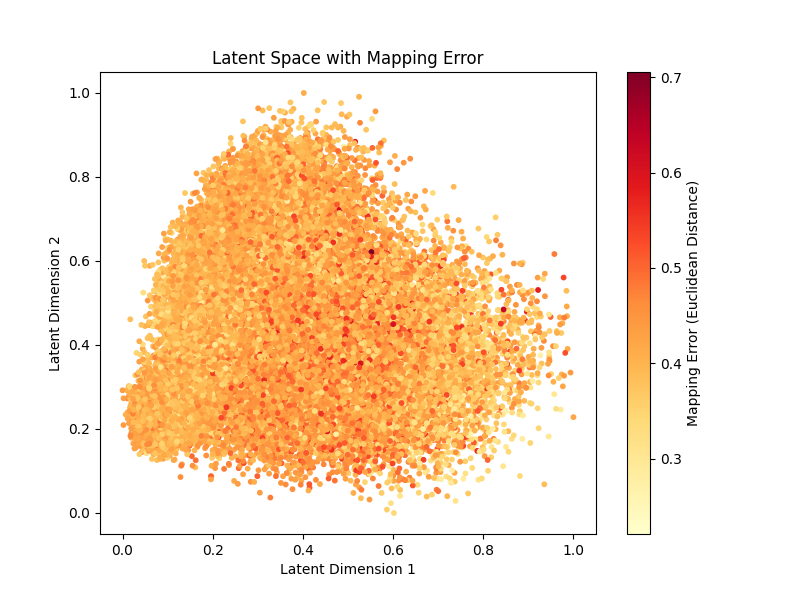 Latent Space with Mapping Error
1.0
0.8
0.6
0.4
0.2
0.0
Latent Dimension 2
0.0 0.2 0.4 0.6 0.8 1.0
Latent Dimension 1
0.7
0.6
0.5
0.4
0.3
Mapping Error (Euclidean Distance)